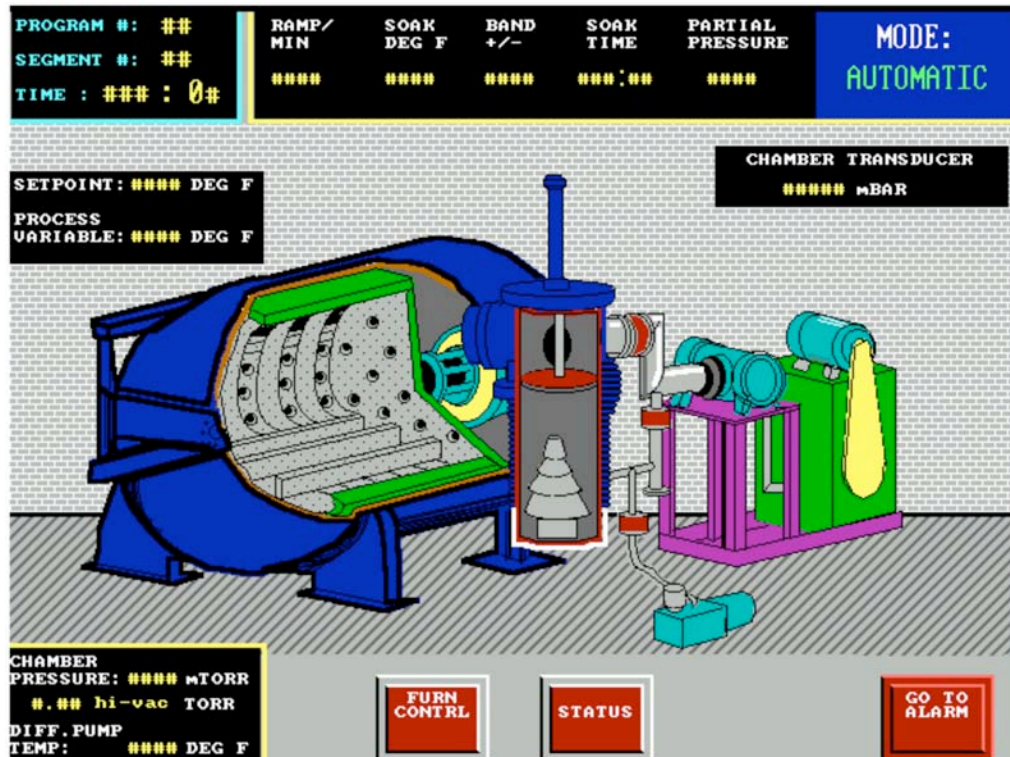 PROGRAM #: ##
SEGMENT #: ##
TIME : ### : 0#
RAMP/ MIN
####
SOAK DEG F
####
BAND +/-
####
SOAK TIME
###:##
PARTIAL PRESSURE
####
MODE:
AUTOMATIC
SETPOINT: #### DEG F
PROCESS
VARIABLE: #### DEG F
CHAMBER TRANSDUCER
##### mBAR
CHAMBER
PRESSURE: #### mTORR
#.## hi-vac TORR
DIFF.PUMP
TEMP: #### DEG F
FURN
CONTRL
STATUS
GO TO
ALARM